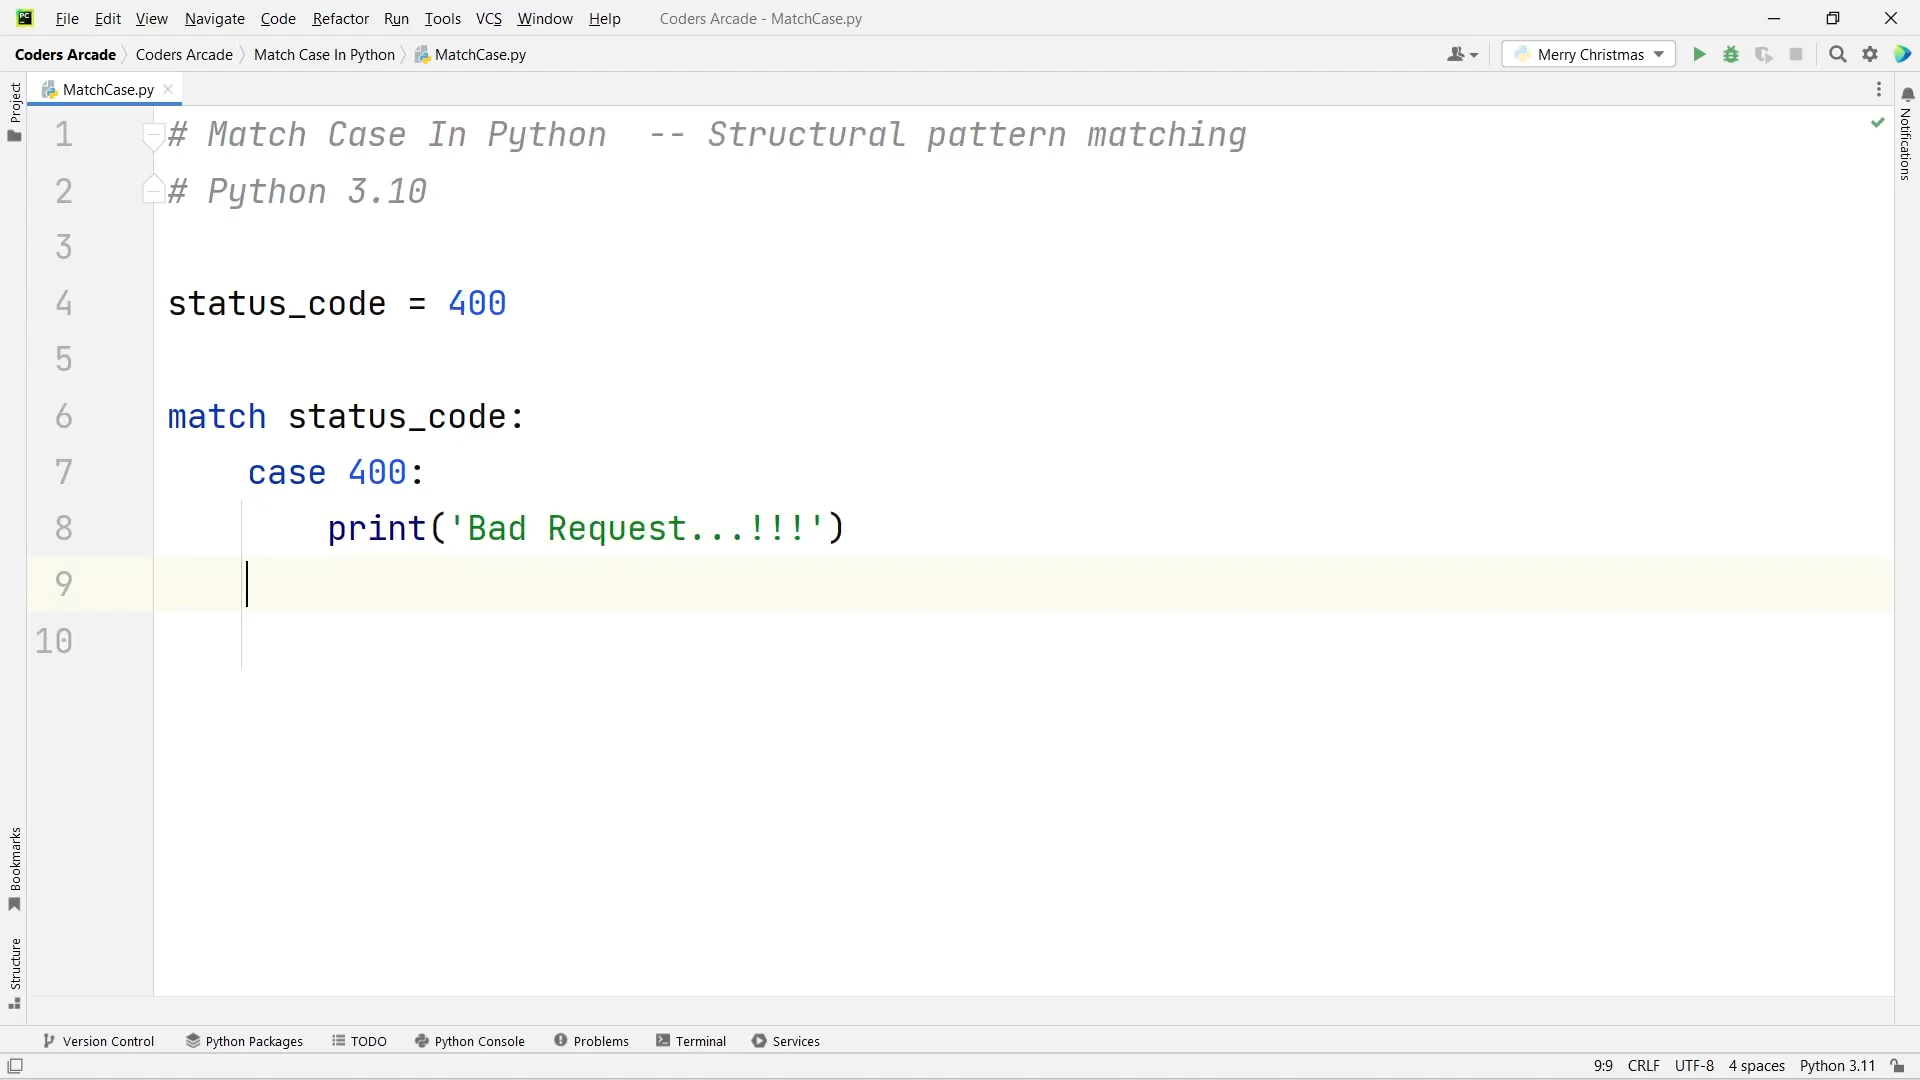 File Edit View Navigate Code Refactor Run Tools VCS Window Help Coders Arcade - MatchCase.py
Coders Arcade Coders Arcade Match Case In Python MatchCase.py Merry Christmas
MatchCase.py
Project
Notifications
1 # Match Case In Python -- Structural pattern matching
2 # Python 3.10
3
4 status_code = 400
5
6 match status_code:
7 case 400:
8 print('Bad Request...!!!')
9
10
Bookmarks
Structure
Version Control Python Packages TODO Python Console Problems Terminal Services
9:9 CRLF UTF-8 4 spaces Python 3.11